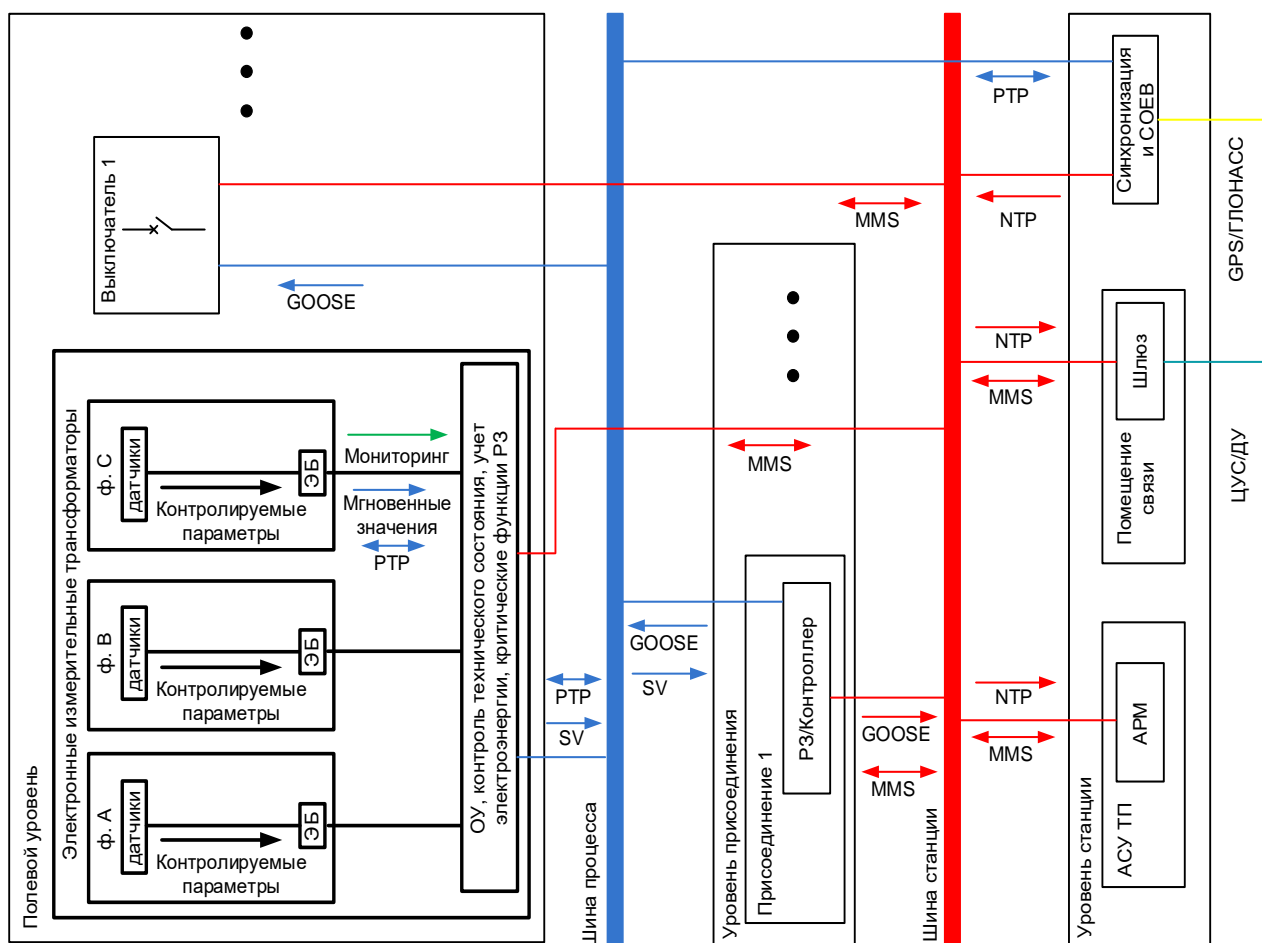 Полевой уровень
Электронные измерительные трансформаторы
ф. А
датчики
Контролируемые
параметры
ЭБ
ф. В
датчики
Контролируемые
параметры
ЭБ
ф. С
датчики
Контролируемые
параметры
ЭБ
Мониторинг
Мгновенные
значения
PTP
ОУ, контроль технического состояния, учет
электроэнергии, критические функции РЗ
Выключатель 1
GOOSE
PTP
SV
Шина процесса
GOOSE
SV
Уровень присоединения
Присоединение 1
РЗ/Контроллер
MMS
MMS
GOOSE
MMS
Шина станции
PTP
NTP
NTP
MMS
NTP
MMS
Уровень станции
АСУ ТП
АРМ
Помещение
связи
Шлюз
Синхронизация
и СОЕВ
ЦУС/ДУ
GPS/ГЛОНАСС